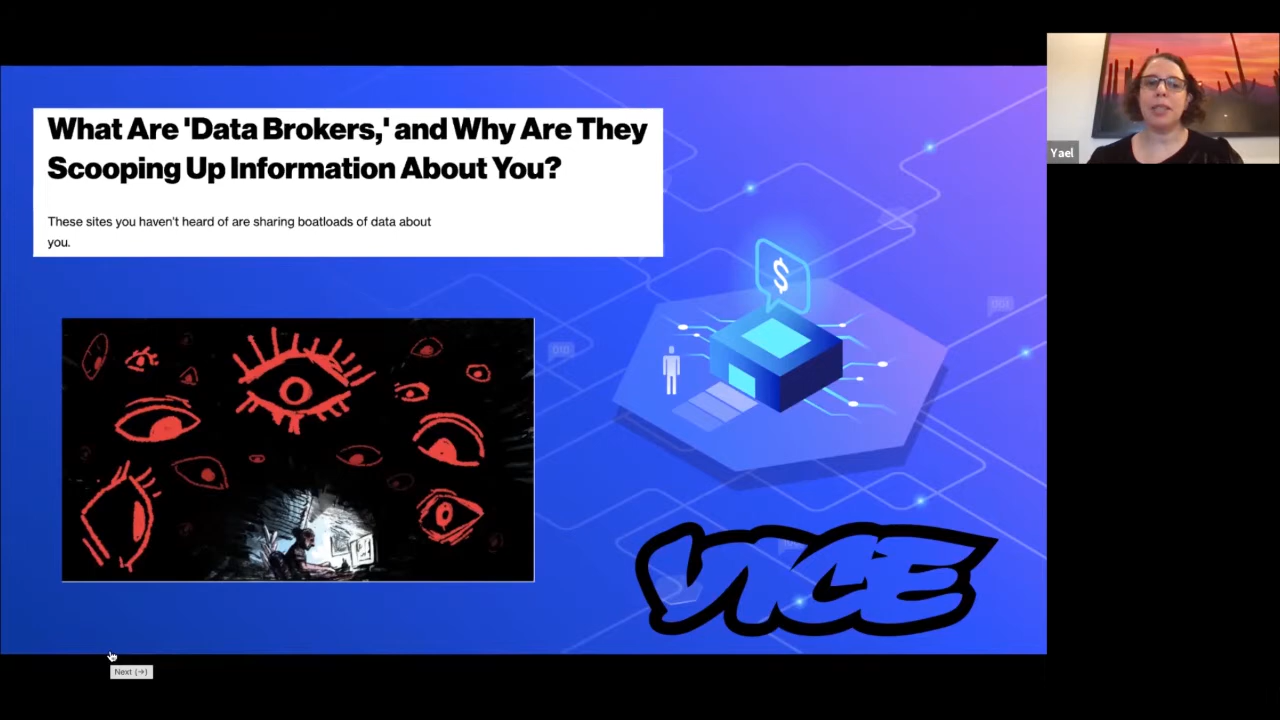 What Are 'Data Brokers,' and Why Are They
Scooping Up Information About You?
These sites you haven't heard of are sharing boatloads of data about
you.
$
VICE
Yael
Next (→)